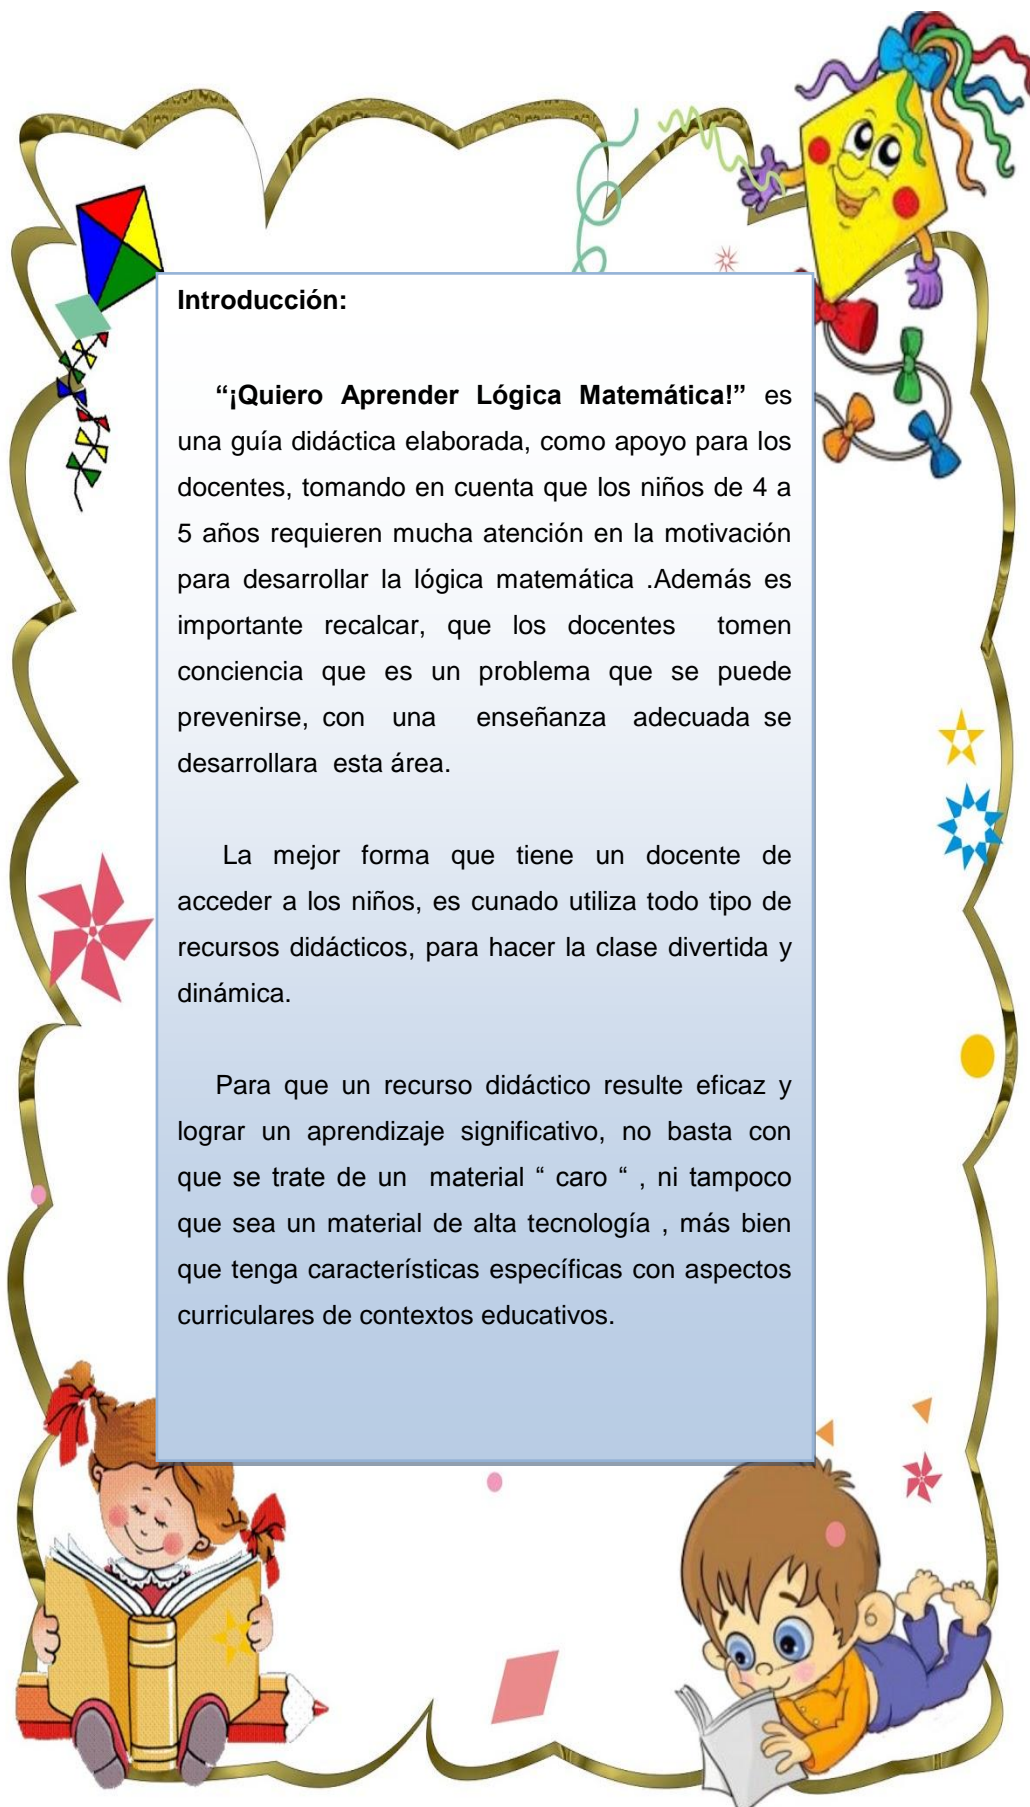 Introducción:
“¡Quiero Aprender Lógica Matemática!” es
una guía didáctica elaborada, como apoyo para los
docentes, tomando en cuenta que los niños de 4 a
5 años requieren mucha atención en la motivación
para desarrollar la lógica matemática .Además es
importante recalcar, que los docentes tomen
conciencia que es un problema que se puede
prevenirse, con una enseñanza adecuada se
desarrollara esta área.
La mejor forma que tiene un docente de
acceder a los niños, es cunado utiliza todo tipo de
recursos didácticos, para hacer la clase divertida y
dinámica.
Para que un recurso didáctico resulte eficaz y
lograr un aprendizaje significativo, no basta con
que se trate de un material “ caro “ , ni tampoco
que sea un material de alta tecnología , más bien
que tenga características específicas con aspectos
curriculares de contextos educativos.